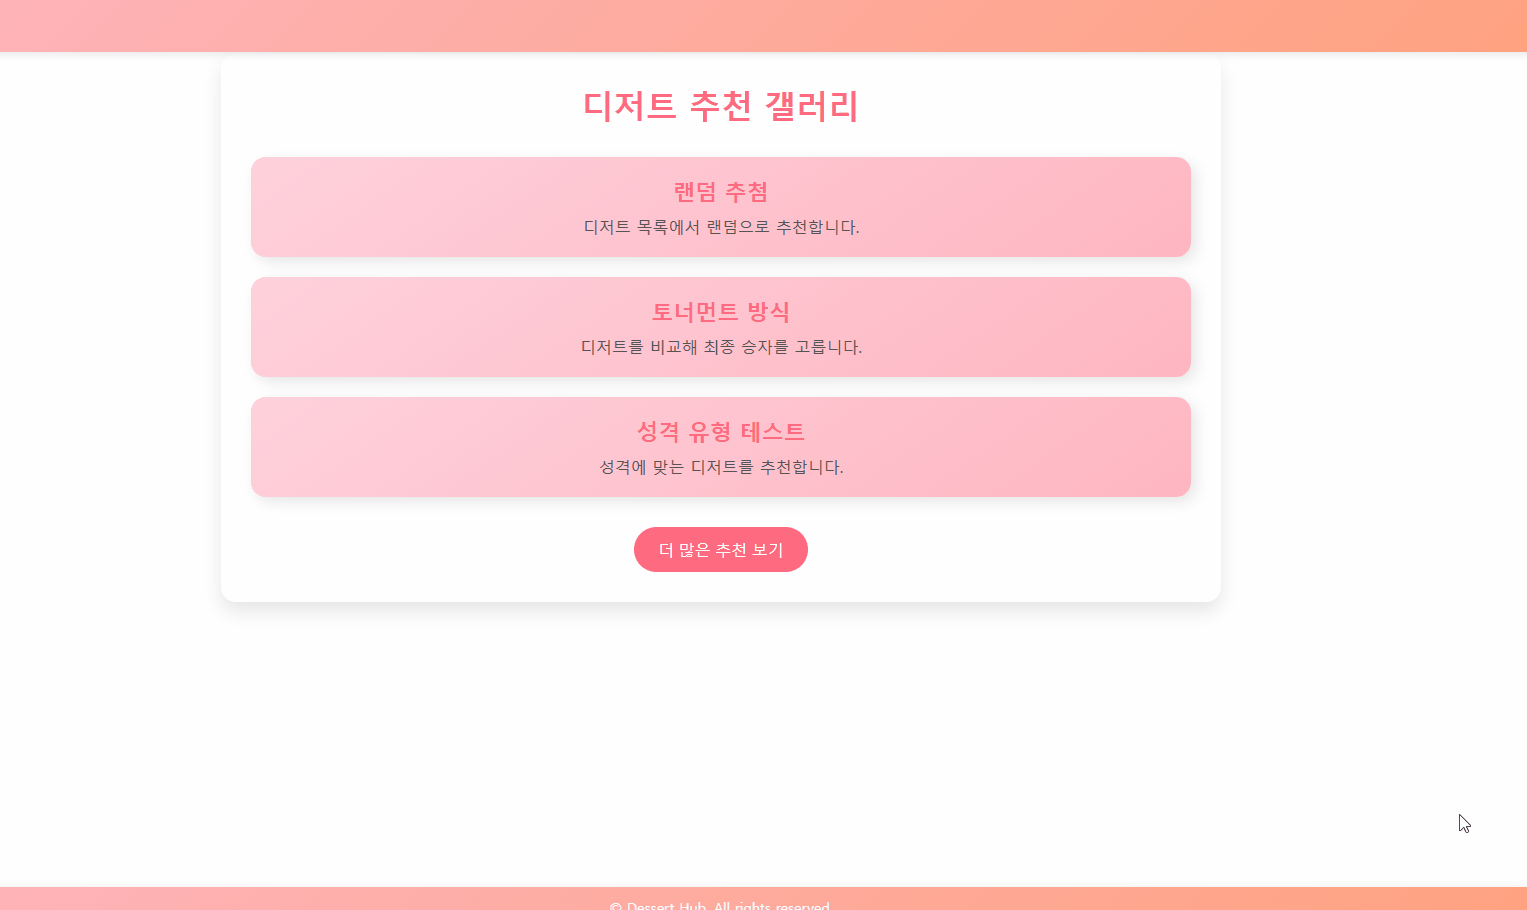 디저트 추천 갤러리
랜덤 추첨
디저트 목록에서 랜덤으로 추천합니다.
토너먼트 방식
디저트를 비교해 최종 승자를 고릅니다.
성격 유형 테스트
성격에 맞는 디저트를 추천합니다.
더 많은 추천 보기
© Dessert Hub. All rights reserved.